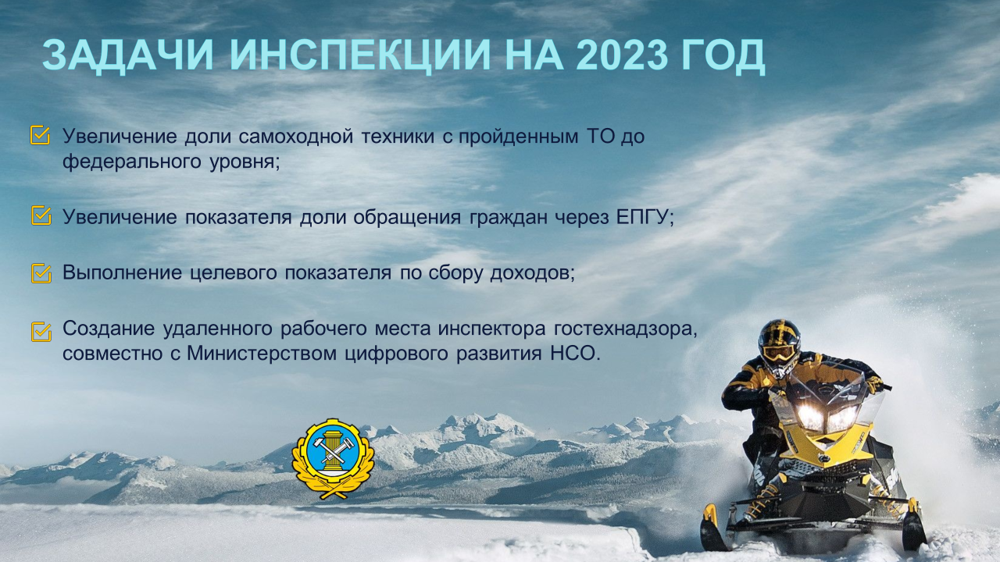 ЗАДАЧИ ИНСПЕКЦИИ НА 2023 ГОД
Увеличение доли самоходной техники с пройденным ТО до
федерального уровня;
Увеличение показателя доли обращения граждан через ЕПГУ;
Выполнение целевого показателя по сбору доходов;
Создание удаленного рабочего места инспектора гостехнадзора,
совместно с Министерством цифрового развития НСО.